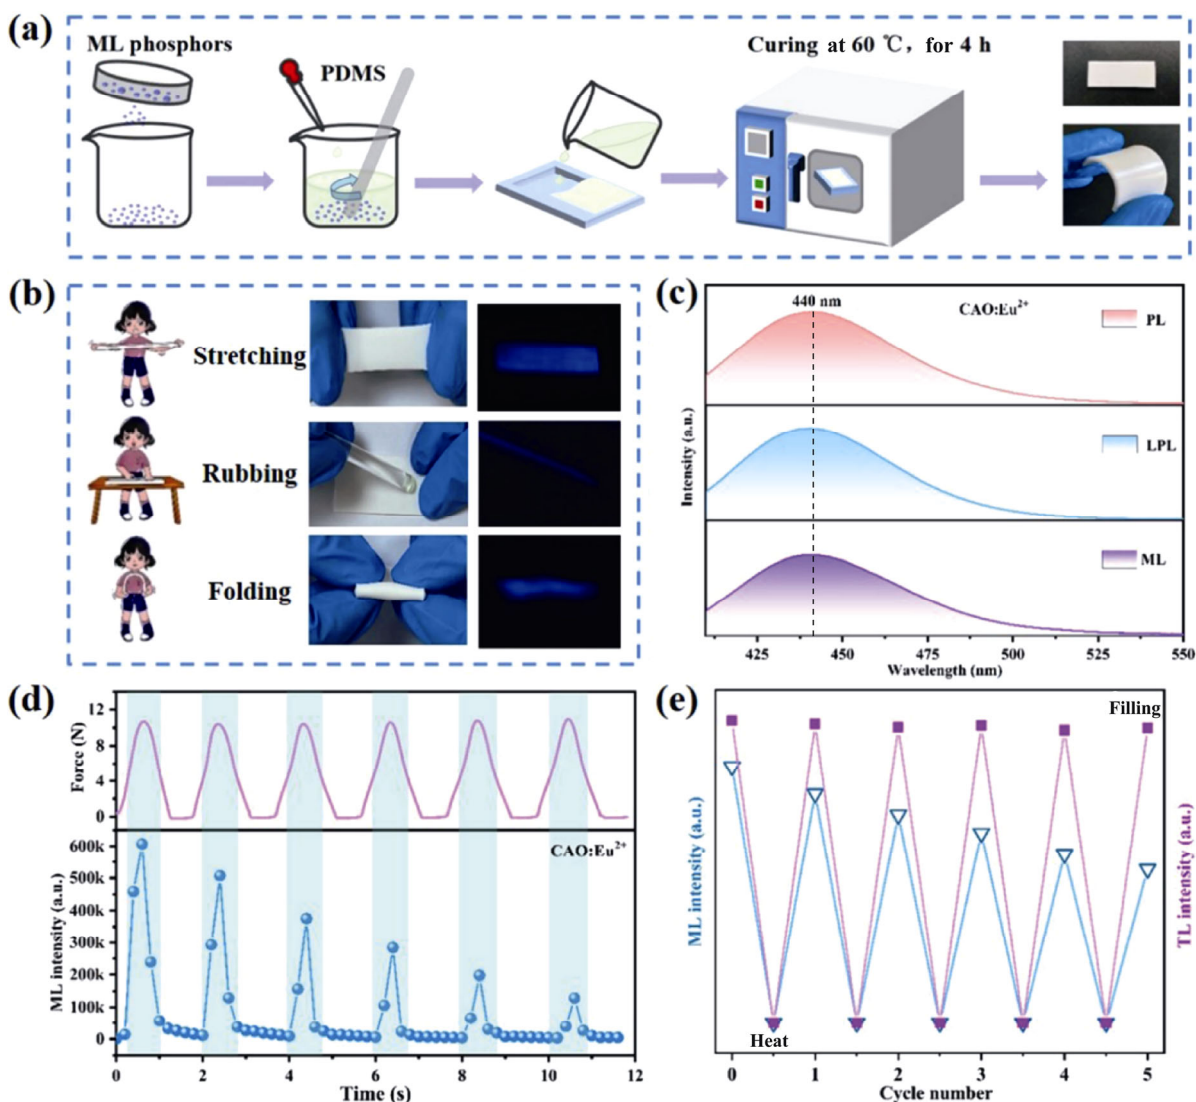 (a)
ML phosphors
PDMS
Curing at 60 ℃, for 4 h
(b)
Stretching
Rubbing
Folding
(c)
440 nm
CAO:Eu²⁺
PL
LPL
ML
Intensity (a.u.)
425 450 475 500 525 550
Wavelength (nm)
(d)
12
8
4
0
Force (N)
CAO:Eu²⁺
600k
500k
400k
300k
200k
100k
0
ML intensity (a.u.)
0 2 4 6 8 10 12
Time (s)
(e)
Filling
Heat
ML intensity (a.u.)
TL intensity (a.u.)
0 1 2 3 4 5
Cycle number